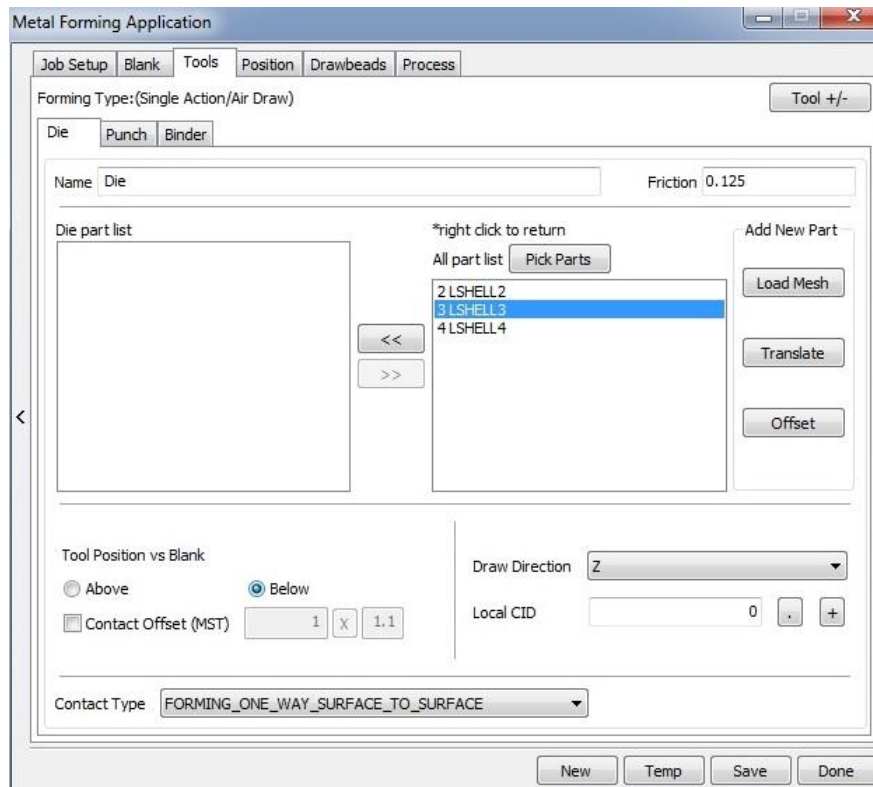 Metal Forming Application
Job Setup Blank Tools Position Drawbeads Process
Forming Type:(Single Action/Air Draw) Tool +/-
Die Punch Binder
Name Die Friction 0.125
Die part list *right click to return Add New Part
All part list Pick Parts
2 LSHELL2
3 LSHELL3
4 LSHELL4
<<
>>
Load Mesh
Translate
Offset
Tool Position vs Blank
Above Below
Contact Offset (MST) 1 X 1.1
Draw Direction Z
Local CID 0 . +
Contact Type FORMING_ONE_WAY_SURFACE_TO_SURFACE
New Temp Save Done